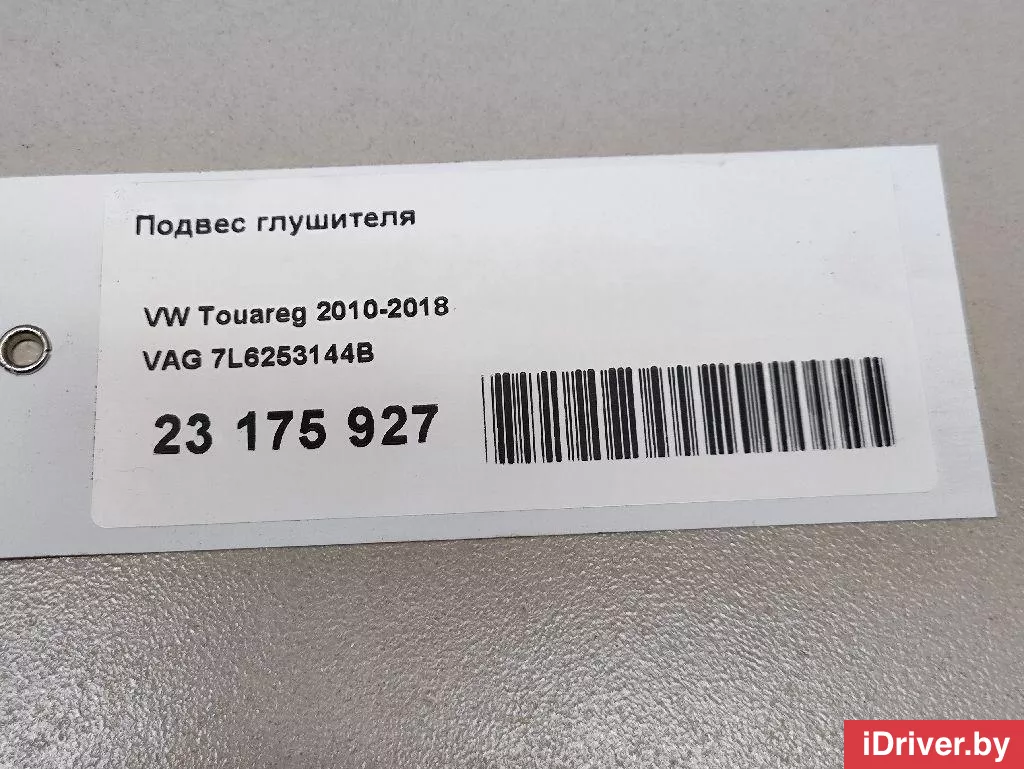 Подвес глушителя
VW Touareg 2010-2018
VAG 7L6253144B
23 175 927
iDriver.by